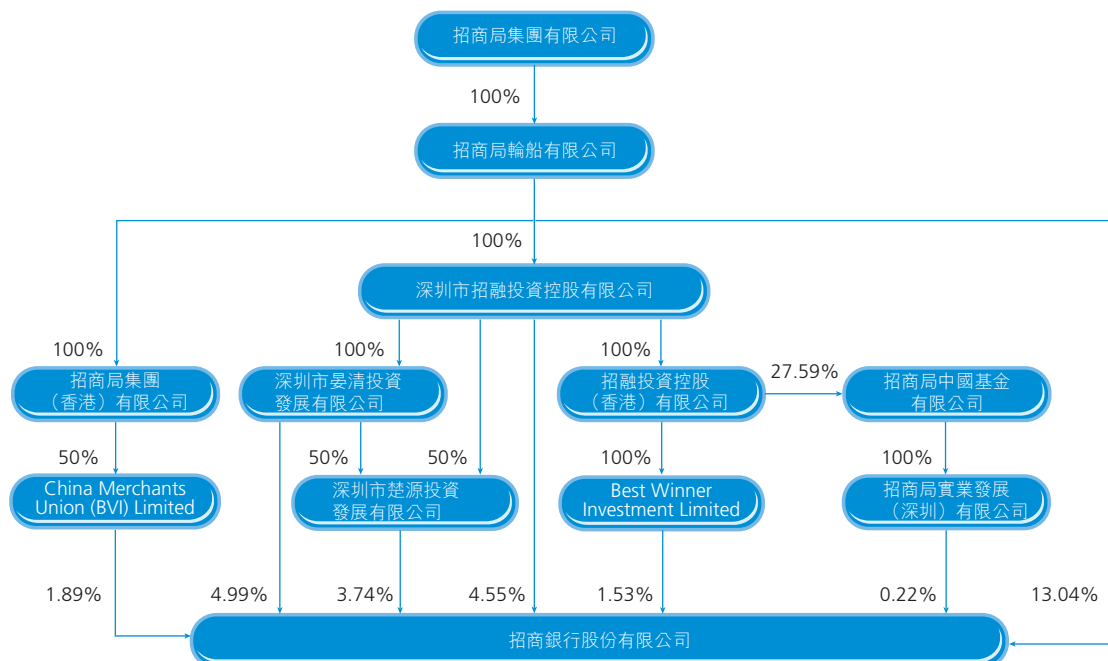 招商局集團有限公司
100%
招商局輪船有限公司
100%
深圳市招融投資控股有限公司
100%
100%
100%
27.59%
招商局集團
（香港）有限公司
深圳市晏清投資
發展有限公司
招融投資控股
（香港）有限公司
招商局中國基金
有限公司
50%
50%
50%
100%
100%
China Merchants
Union (BVI) Limited
深圳市楚源投資
發展有限公司
Best Winner
Investment Limited
招商局實業發展
（深圳）有限公司
1.89%
4.99%
3.74%
4.55%
1.53%
0.22%
13.04%
招商銀行股份有限公司